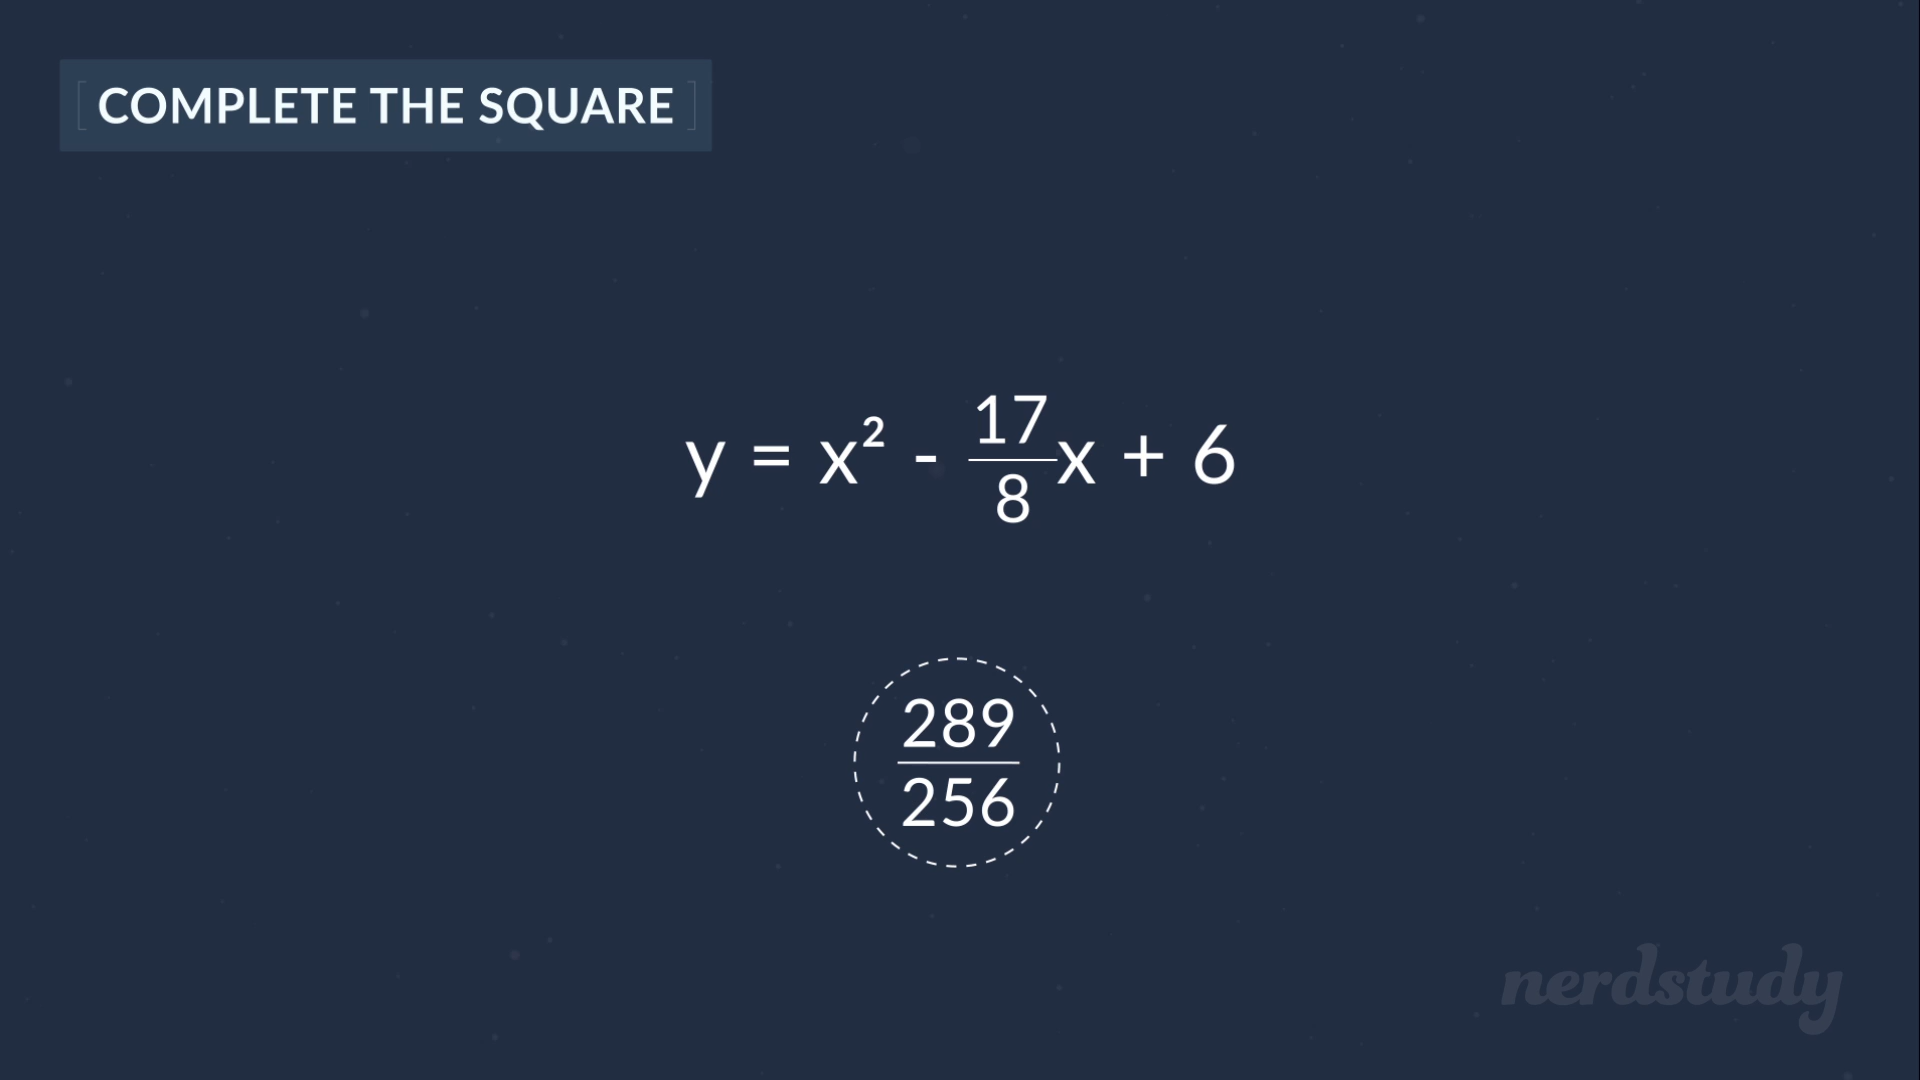 [ COMPLETE THE SQUARE ]
y = x² - 17/8x + 6
289/256
nerdstudy